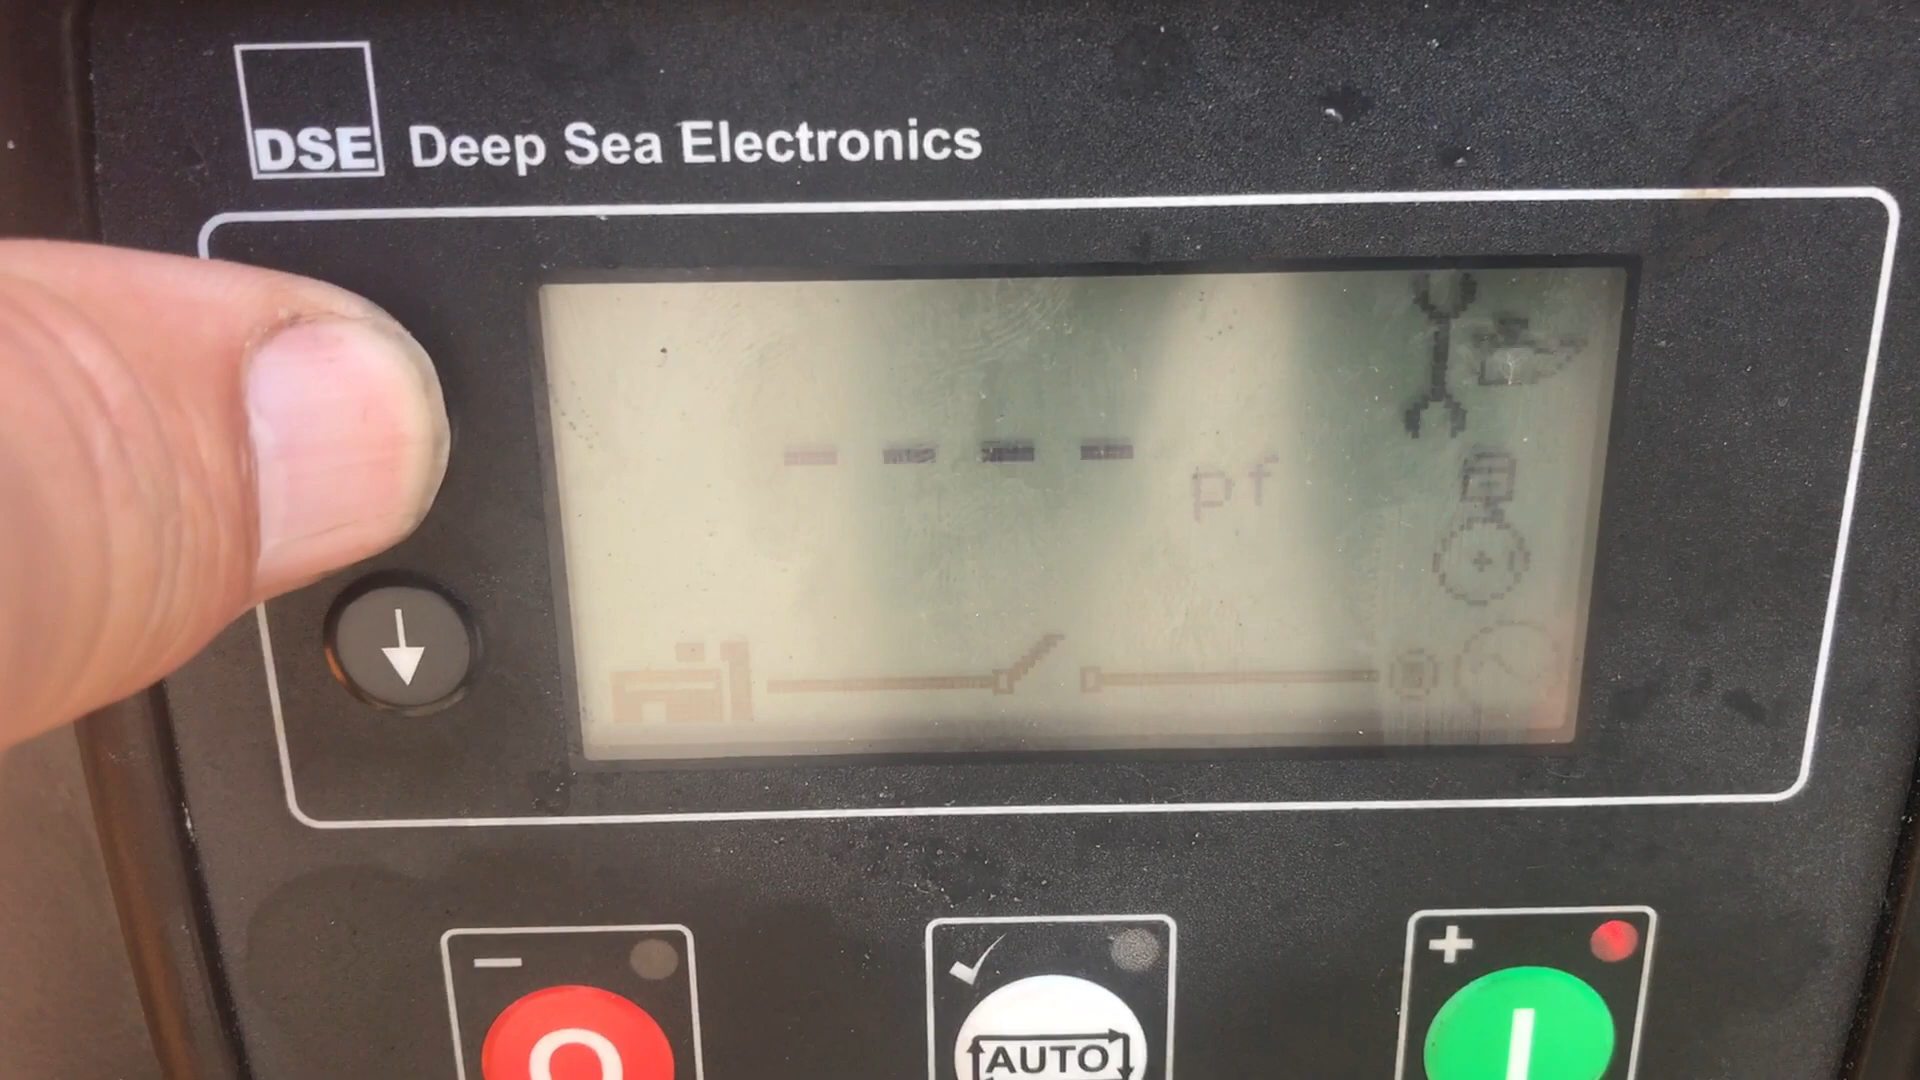 DSE Deep Sea Electronics
- - - - pf
AUTO